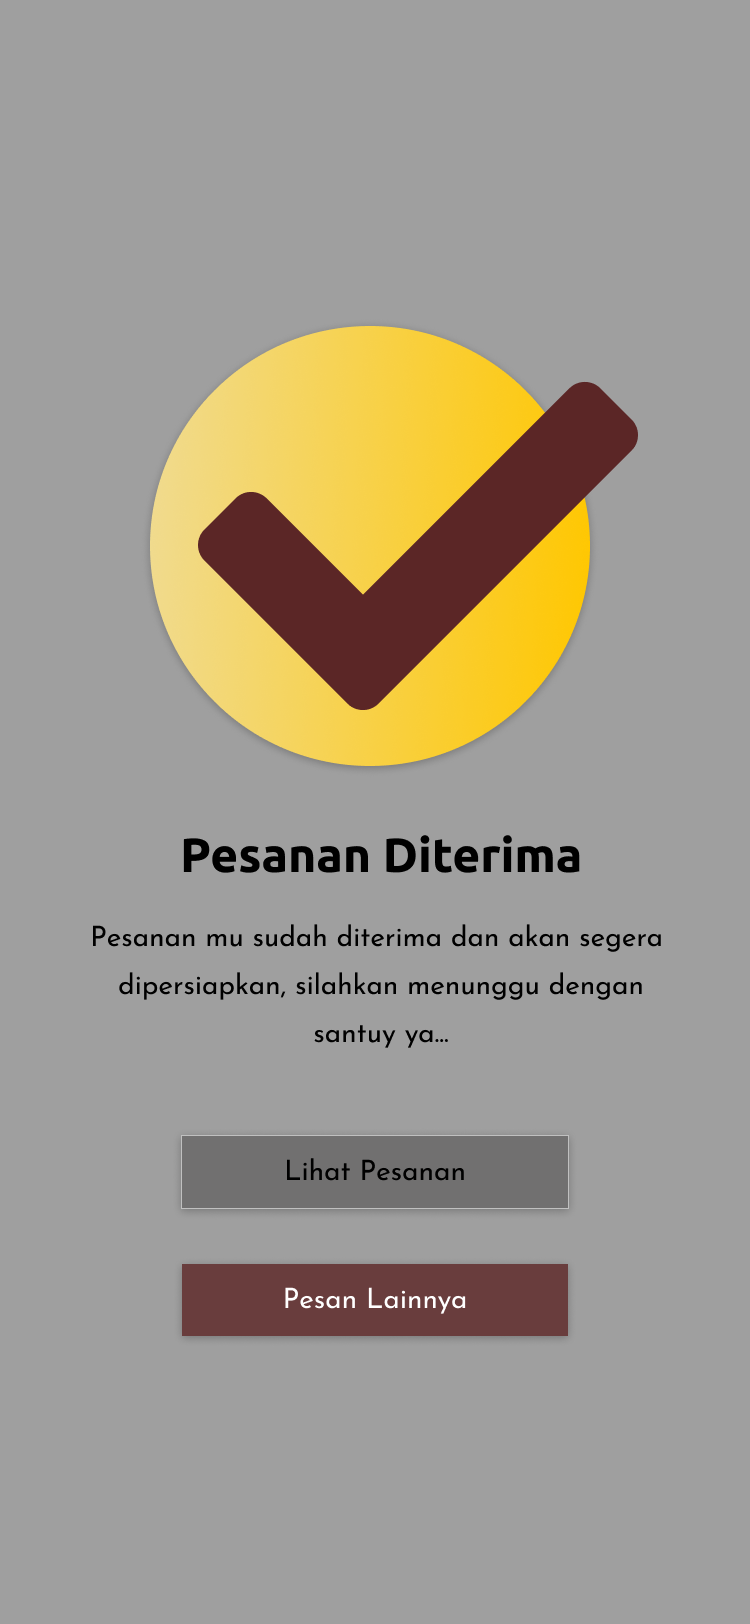 Pesanan Diterima
Pesanan mu sudah diterima dan akan segera
dipersiapkan, silahkan menunggu dengan
santuy ya...
Lihat Pesanan
Pesan Lainnya